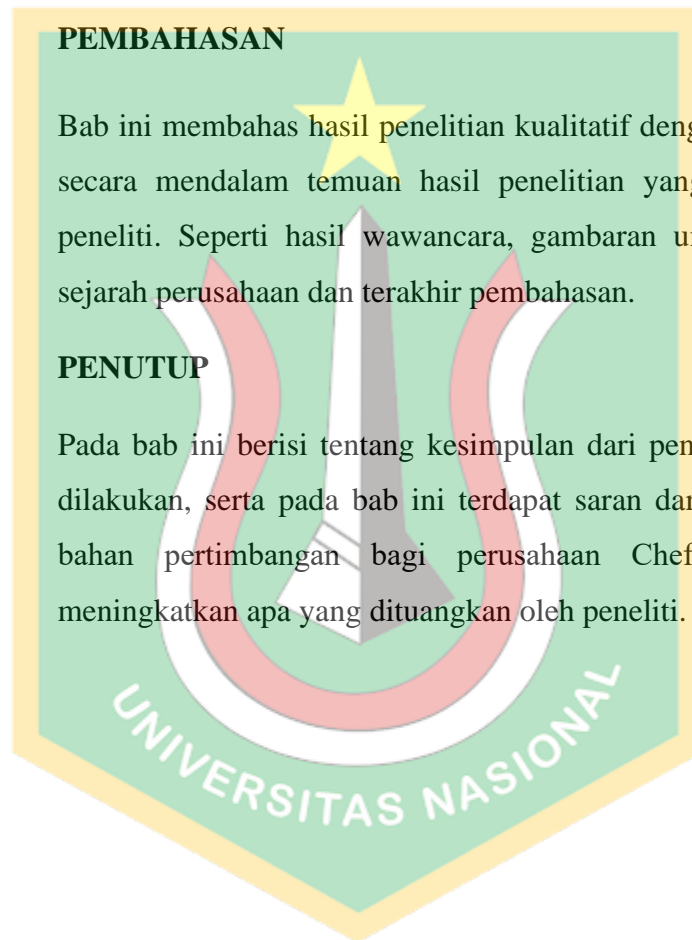 PEMBAHASAN
Bab ini membahas hasil penelitian kualitatif deng
secara mendalam temuan hasil penelitian yang
peneliti. Seperti hasil wawancara, gambaran u
sejarah perusahaan dan terakhir pembahasan.
PENUTUP
Pada bab ini berisi tentang kesimpulan dari pen
dilakukan, serta pada bab ini terdapat saran dar
bahan pertimbangan bagi perusahaan Chef
meningkatkan apa yang dituangkan oleh peneliti.
UNIVERSITAS NASIONAL